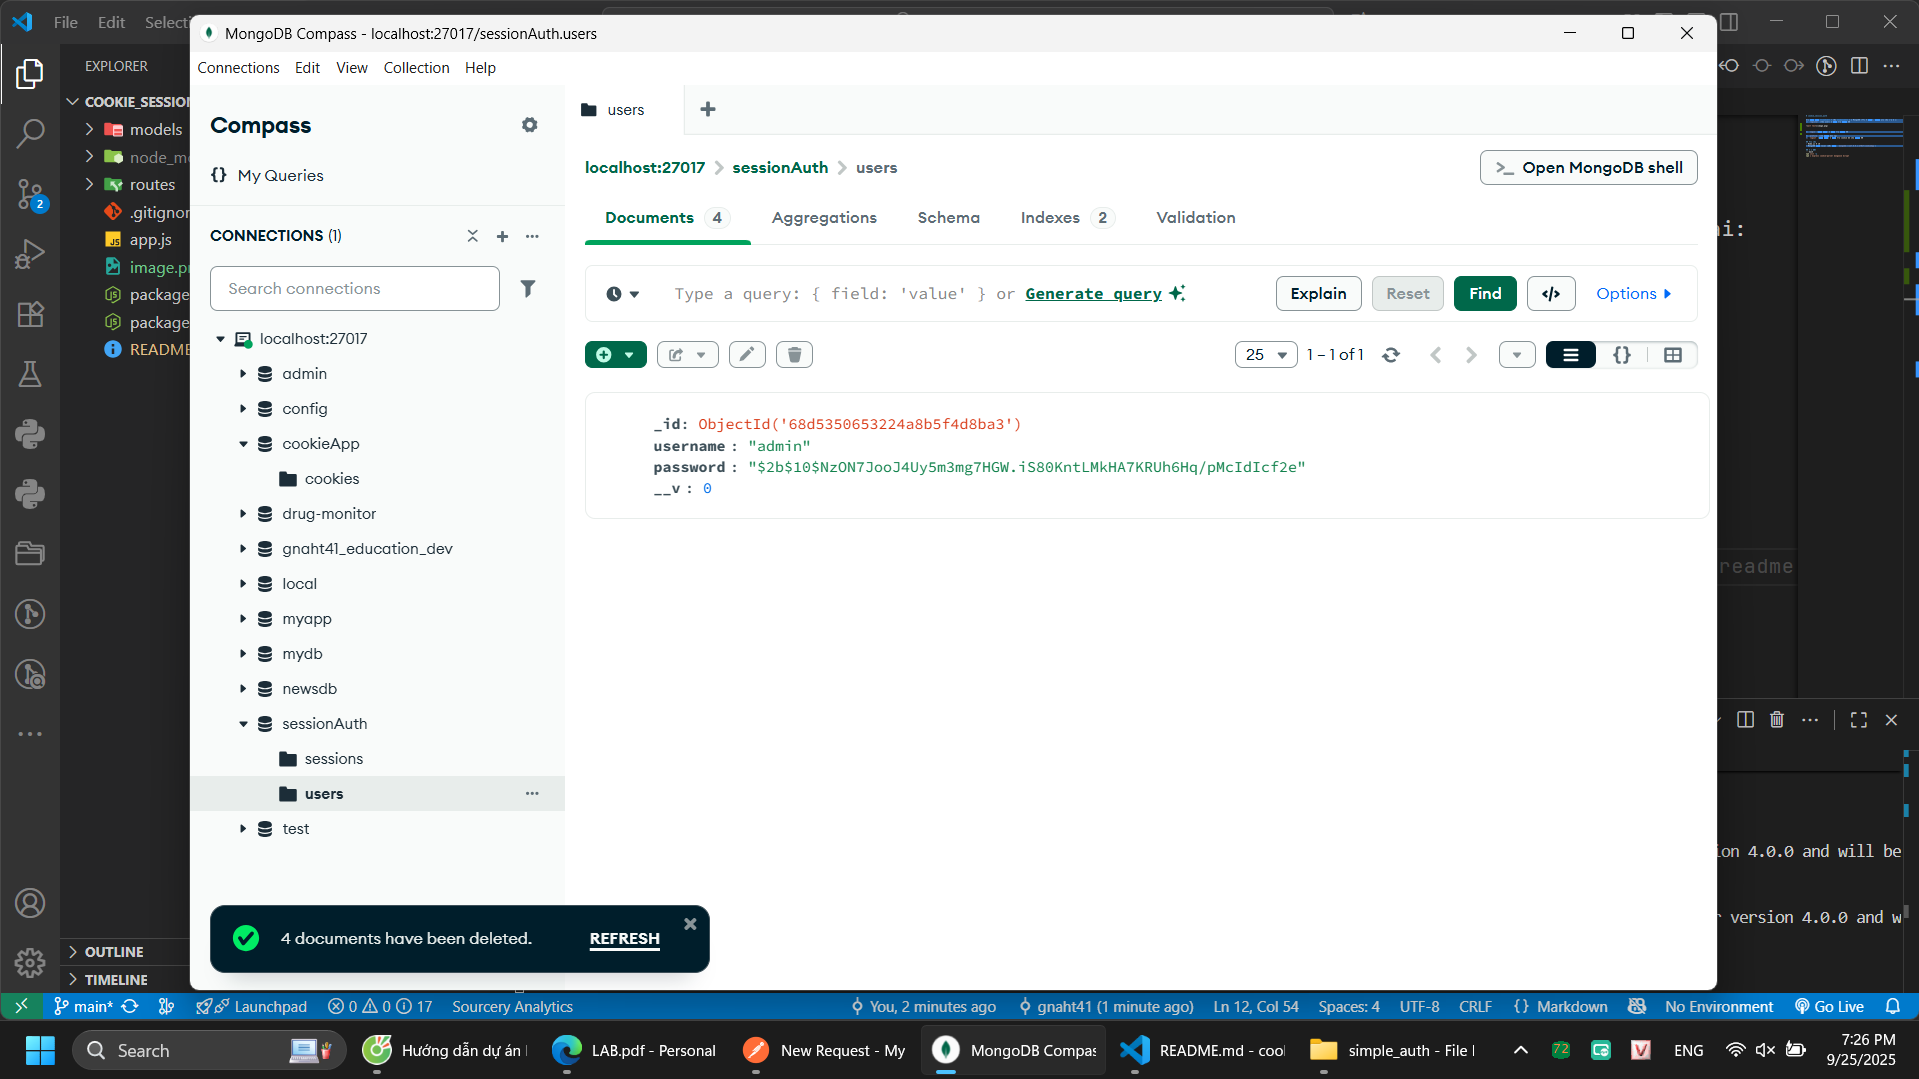 File Edit
MongoDB Compass - localhost:27017/sessionAuth.users
Connections Edit View Collection Help
EXPLORER
COOKIE_SESSION
models
routes
app.js
package
package
README
2
Compass
My Queries
CONNECTIONS (1)
Search connections
localhost:27017
admin
config
cookieApp
cookies
drug-monitor
gnaht41_education_dev
local
myapp
mydb
newsdb
sessionAuth
sessions
users
test
users
localhost:27017 > sessionAuth > users
Open MongoDB shell
Documents 4 Aggregations Schema Indexes 2 Validation
Type a query: { field: 'value' } or Generate query
Explain Reset Find </> Options
25 1 – 1 of 1
_id: ObjectId('68d5350653224a8b5f4d8ba3')
username : "admin"
password : "$2b$10$NzON7JooJ4Uy5m3mg7HGW.iS80KntLMkHA7KRUh6Hq/pMcIdIcf2e"
__v : 0
readme
ion 4.0.0 and will be
version 4.0.0 and w
4 documents have been deleted. REFRESH
OUTLINE
TIMELINE
main* Launchpad 0 0 17 Sourcery Analytics You, 2 minutes ago gnaht41 (1 minute ago) Ln 12, Col 54 Spaces: 4 UTF-8 CRLF {} Markdown No Environment Go Live
Search Hướng dẫn dự án LAB.pdf - Personal New Request - My MongoDB Compas README.md - coo simple_auth - File 72 ENG 7:26 PM
9/25/2025